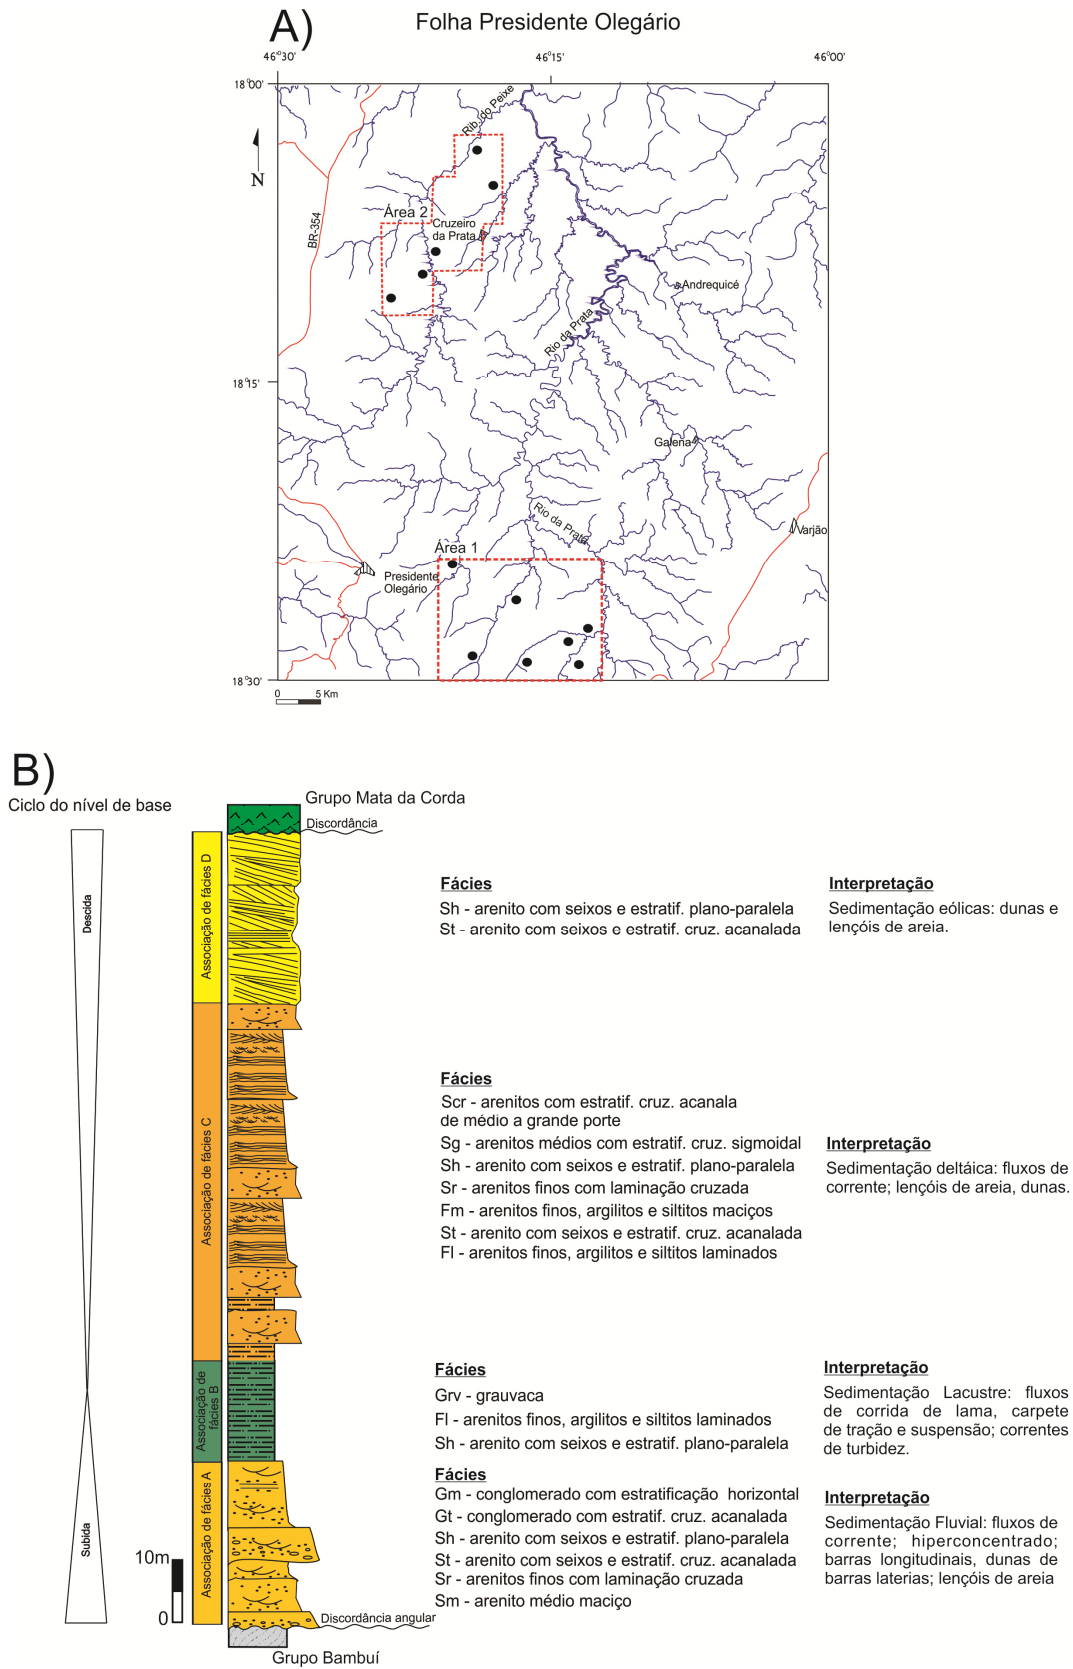 A)
Folha Presidente Olegário
46°30'
46°15'
46°00'
18°00'
Rib. do Peixe
N
BR-354
Área 2
Cruzeiro
da Prata
Andrequicé
Rio da Prata
18°15'
Galena
Rio da Prata
Varjão
Área 1
Presidente
Olegário
18°30'
0 5 Km
B)
Ciclo do nível de base
Grupo Mata da Corda
Discordância
Descida
Associação de fácies D
Fácies
Sh - arenito com seixos e estratif. plano-paralela
St - arenito com seixos e estratif. cruz. acanalada
Interpretação
Sedimentação eólicas: dunas e
lençóis de areia.
Associação de fácies C
Fácies
Scr - arenitos com estratif. cruz. acanala
de médio a grande porte
Sg - arenitos médios com estratif. cruz. sigmoidal
Sh - arenito com seixos e estratif. plano-paralela
Sr - arenitos finos com laminação cruzada
Fm - arenitos finos, argilitos e siltitos maciços
St - arenito com seixos e estratif. cruz. acanalada
Fl - arenitos finos, argilitos e siltitos laminados
Interpretação
Sedimentação deltáica: fluxos de
corrente; lençóis de areia, dunas.
Associação de
fácies B
Fácies
Grv - grauvaca
Fl - arenitos finos, argilitos e siltitos laminados
Sh - arenito com seixos e estratif. plano-paralela
Interpretação
Sedimentação Lacustre: fluxos
de corrida de lama, carpete
de tração e suspensão; correntes
de turbidez.
Subida
Associação de fácies A
Fácies
Gm - conglomerado com estratificação horizontal
Gt - conglomerado com estratif. cruz. acanalada
Sh - arenito com seixos e estratif. plano-paralela
St - arenito com seixos e estratif. cruz. acanalada
Sr - arenitos finos com laminação cruzada
Sm - arenito médio maciço
Interpretação
Sedimentação Fluvial: fluxos de
corrente; hiperconcentrado;
barras longitudinais, dunas de
barras laterias; lençóis de areia
10m
0
Discordância angular
Grupo Bambuí